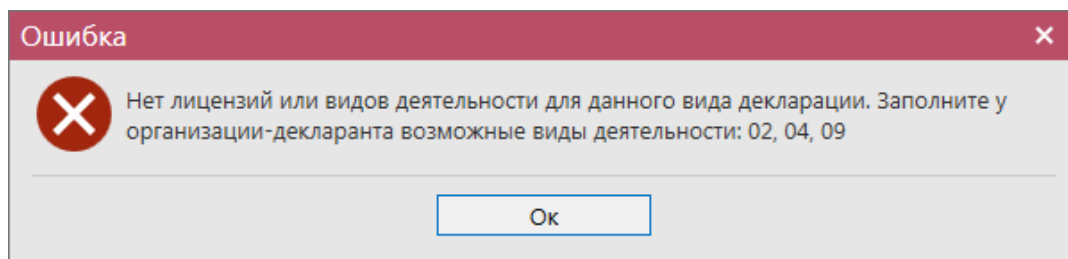 Ошибка
Нет лицензий или видов деятельности для данного вида декларации. Заполните у
организации-декларанта возможные виды деятельности: 02, 04, 09
Ок